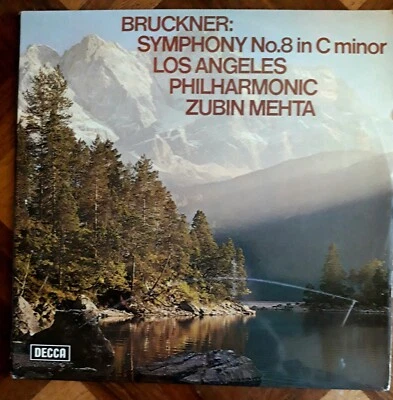 BRUCKNER:
SYMPHONY No.8 in C minor
LOS ANGELES
PHILHARMONIC
ZUBIN MEHTA
DECCA